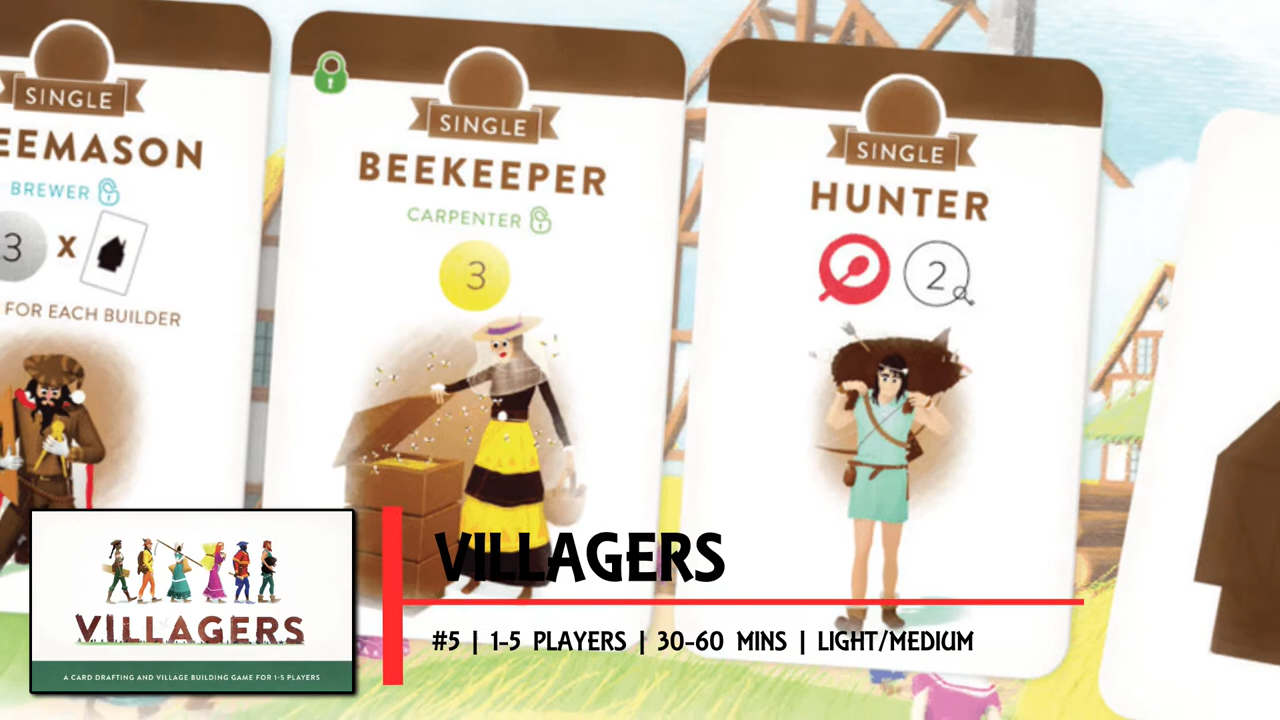 SINGLE
EEMASON
BREWER
3 X
FOR EACH BUILDER
SINGLE
BEEKEEPER
CARPENTER
3
SINGLE
HUNTER
2
VILLAGERS
A CARD DRAFTING AND VILLAGE BUILDING GAME FOR 1-5 PLAYERS
VILLAGERS
#5 | 1-5 PLAYERS | 30-60 MINS | LIGHT/MEDIUM